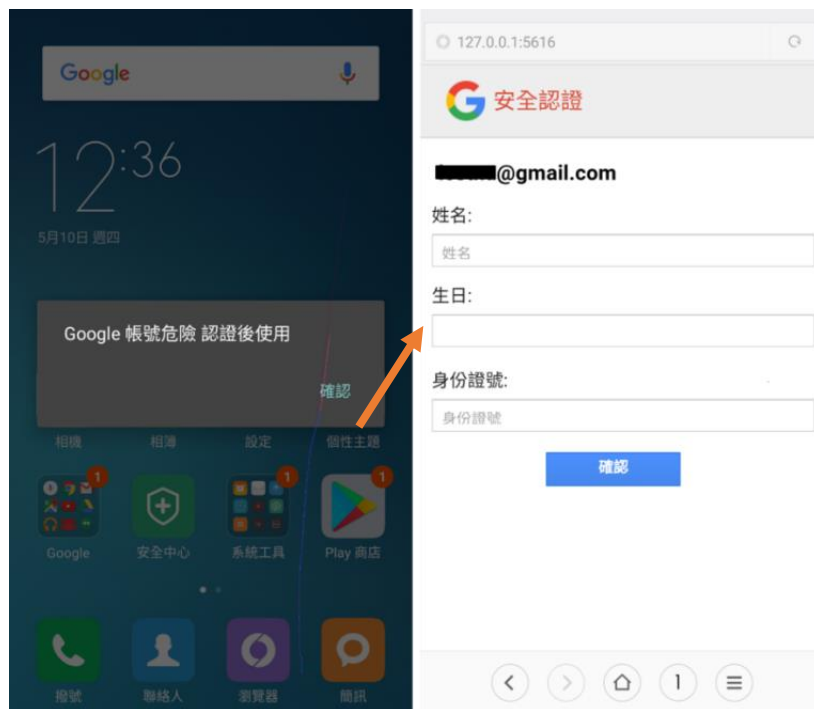 Google
12:36
5月10日 週四
Google 帳號危險 認證後使用
確認
相機 相簿 設定 個性主題
1 1 1
Google 安全中心 系統工具 Play 商店
撥號 聯絡人 瀏覽器 簡訊
127.0.0.1:5616
G 安全認證
@gmail.com
姓名:
姓名
生日:
身份證號:
身份證號
確認
1